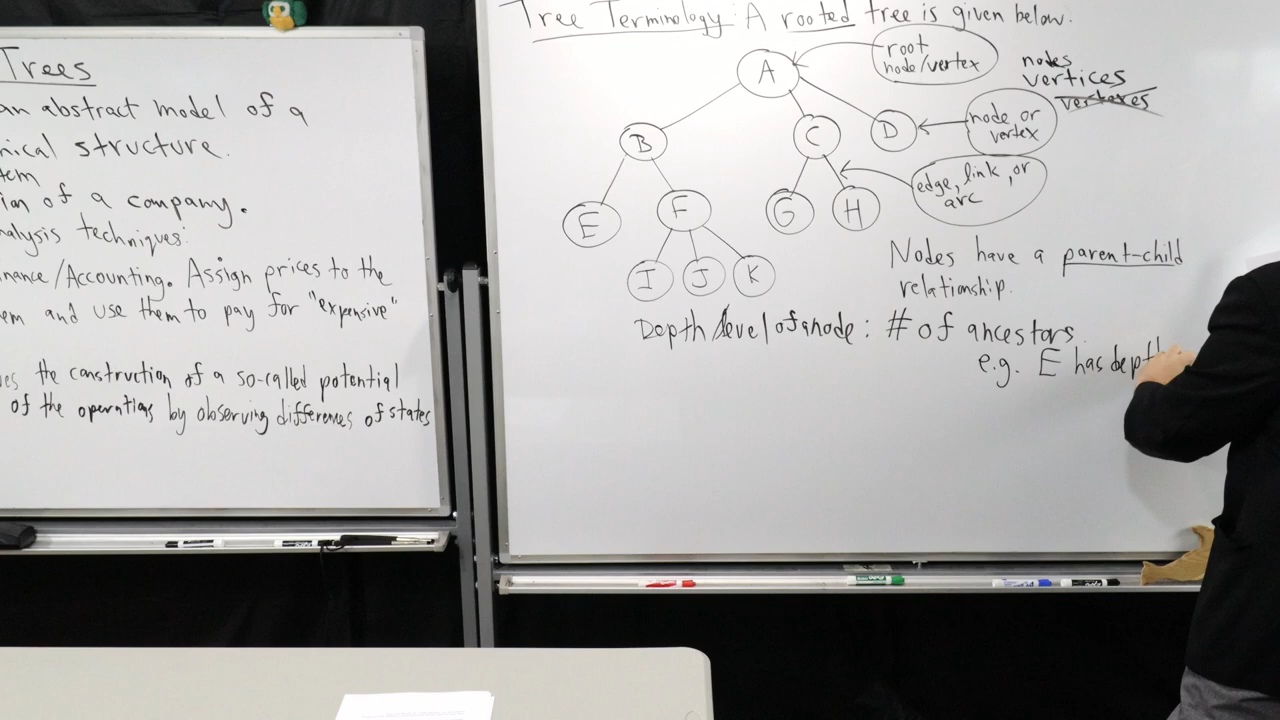 Trees
an abstract model of a
nical structure.
tem
ion of a company.
nalysis techniques:
nance/Accounting. Assign prices to the
em and use them to pay for "expensive"
es the construction of a so-called potential
of the operations by observing differences of states
Tree Terminology: A rooted tree is given below.
A
root
node/vertex
nodes
vertices
vertexes
B
C
D
node or
vertex
edge, link, or
arc
E
F
G
H
I
J
K
Nodes have a parent-child
relationship.
Depth/level of a node: # of ancestors.
e.g. E has depth